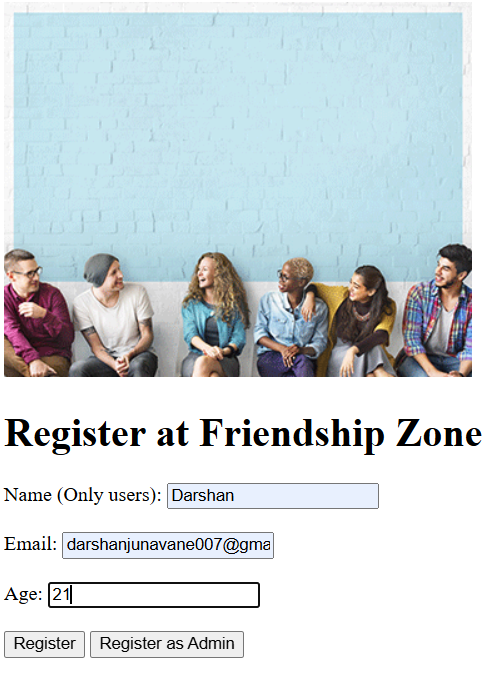 Register at Friendship Zone
Name (Only users): Darshan
Email: darshanjunavane007@gma
Age: 21
Register Register as Admin